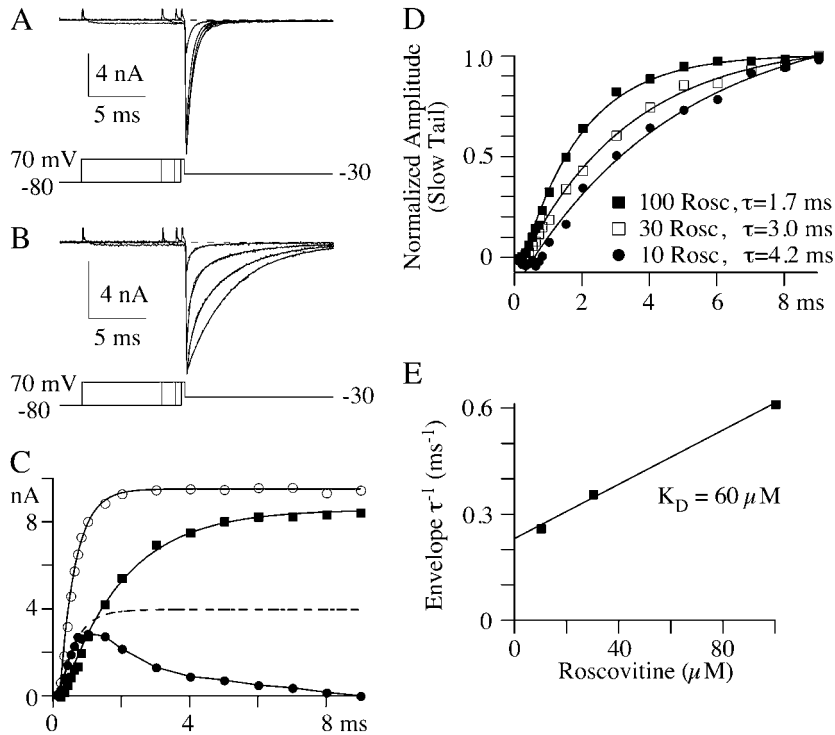 A
4 nA
5 ms
70 mV
-80
-30
B
4 nA
5 ms
70 mV
-80
-30
C
nA
8
4
0
0
4
8 ms
D
Normalized Amplitude
(Slow Tail)
1.0
0.5
0
100 Rosc, τ=1.7 ms
30 Rosc, τ=3.0 ms
10 Rosc, τ=4.2 ms
0
2
4
6
8 ms
E
Envelope τ⁻¹ (ms⁻¹)
0.6
0.3
0
K_D = 60 μM
0
40
80
Roscovitine (μM)